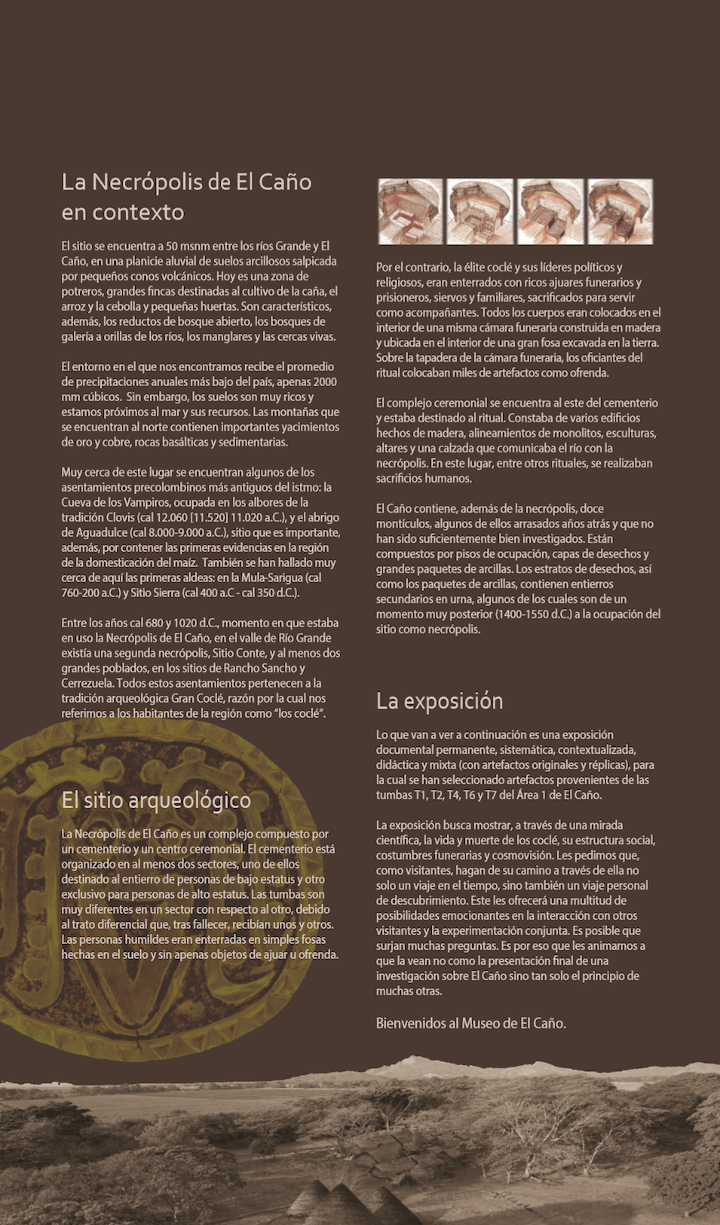 La Necrópolis de El Caño
en contexto
El sitio se encuentra a 50 msnm entre los ríos Grande y El
Caño, en una planicie aluvial de suelos arcillosos salpicada
por pequeños conos volcánicos. Hoy es una zona de
potreros, grandes fincas destinadas al cultivo de la caña, el
arroz y la cebolla y pequeñas huertas. Son característicos,
además, los reductos de bosque abierto, los bosques de
galería a orillas de los ríos, los manglares y las cercas vivas.
El entorno en el que nos encontramos recibe el promedio
de precipitaciones anuales más bajo del país, apenas 2000
mm cúbicos. Sin embargo, los suelos son muy ricos y
estamos próximos al mar y sus recursos. Las montañas que
se encuentran al norte contienen importantes yacimientos
de oro y cobre, rocas basálticas y sedimentarias.
Muy cerca de este lugar se encuentran algunos de los
asentamientos precolombinos más antiguos del istmo: la
Cueva de los Vampiros, ocupada en los albores de la
tradición Clovis (cal 12.060 [11.520] 11.020 a.C.), y el abrigo
de Aguadulce (cal 8.000-9.000 a.C.), sitio que es importante,
además, por contener las primeras evidencias en la región
de la domesticación del maíz. También se han hallado muy
cerca de aquí las primeras aldeas: en la Mula-Sarigua (cal
760-200 a.C.) y Sitio Sierra (cal 400 a.C - cal 350 d.C.).
Entre los años cal 680 y 1020 d.C., momento en que estaba
en uso la Necrópolis de El Caño, en el valle de Río Grande
existía una segunda necrópolis, Sitio Conte, y al menos dos
grandes poblados, en los sitios de Rancho Sancho y
Cerrezuela. Todos estos asentamientos pertenecen a la
tradición arqueológica Gran Coclé, razón por la cual nos
referimos a los habitantes de la región como “los coclé”.
El sitio arqueológico
La Necrópolis de El Caño es un complejo compuesto por
un cementerio y un centro ceremonial. El cementerio está
organizado en al menos dos sectores, uno de ellos
destinado al entierro de personas de bajo estatus y otro
exclusivo para personas de alto estatus. Las tumbas son
muy diferentes en un sector con respecto al otro, debido
al trato diferencial que, tras fallecer, recibían unos y otros.
Las personas humildes eran enterradas en simples fosas
hechas en el suelo y sin apenas objetos de ajuar u ofrenda.
Por el contrario, la élite coclé y sus líderes políticos y
religiosos, eran enterrados con ricos ajuares funerarios y
prisioneros, siervos y familiares, sacrificados para servir
como acompañantes. Todos los cuerpos eran colocados en el
interior de una misma cámara funeraria construida en madera
y ubicada en el interior de una gran fosa excavada en la tierra.
Sobre la tapadera de la cámara funeraria, los oficiantes del
ritual colocaban miles de artefactos como ofrenda.
El complejo ceremonial se encuentra al este del cementerio
y estaba destinado al ritual. Constaba de varios edificios
hechos de madera, alineamientos de monolitos, esculturas,
altares y una calzada que comunicaba el río con la
necrópolis. En este lugar, entre otros rituales, se realizaban
sacrificios humanos.
El Caño contiene, además de la necrópolis, doce
montículos, algunos de ellos arrasados años atrás y que no
han sido suficientemente bien investigados. Están
compuestos por pisos de ocupación, capas de desechos y
grandes paquetes de arcillas. Los estratos de desechos, así
como los paquetes de arcillas, contienen entierros
secundarios en urna, algunos de los cuales son de un
momento muy posterior (1400-1550 d.C.) a la ocupación del
sitio como necrópolis.
La exposición
Lo que van a ver a continuación es una exposición
documental permanente, sistemática, contextualizada,
didáctica y mixta (con artefactos originales y réplicas), para
la cual se han seleccionado artefactos provenientes de las
tumbas T1, T2, T4, T6 y T7 del Área 1 de El Caño.
La exposición busca mostrar, a través de una mirada
científica, la vida y muerte de los coclé, su estructura social,
costumbres funerarias y cosmovisión. Les pedimos que,
como visitantes, hagan de su camino a través de ella no
solo un viaje en el tiempo, sino también un viaje personal
de descubrimiento. Este les ofrecerá una multitud de
posibilidades emocionantes en la interacción con otros
visitantes y la experimentación conjunta. Es posible que
surjan muchas preguntas. Es por eso que les animamos a
que la vean no como la presentación final de una
investigación sobre El Caño sino tan solo el principio de
muchas otras.
Bienvenidos al Museo de El Caño.